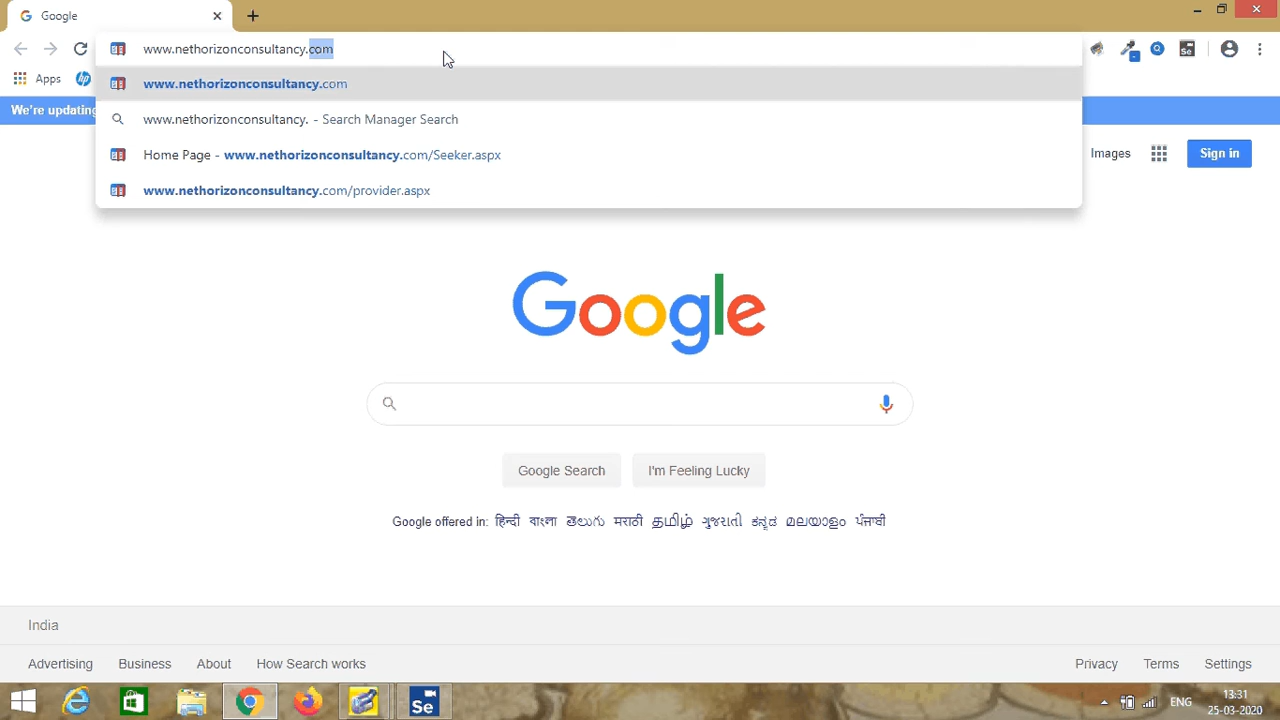 Google
www.nethorizonconsultancy.com
Apps
www.nethorizonconsultancy.com
We're updating
www.nethorizonconsultancy. - Search Manager Search
Home Page - www.nethorizonconsultancy.com/Seeker.aspx
Images
Sign in
www.nethorizonconsultancy.com/provider.aspx
Google
Google Search
I'm Feeling Lucky
Google offered in: हिन्दी বাংলা తెలుగు मराठी தமிழ் ગુજરાતી ಕನ್ನಡ മലയാളം ਪੰਜਾਬੀ
India
Advertising Business About How Search works
Privacy Terms Settings
Se
ENG
13:31
25-03-2020